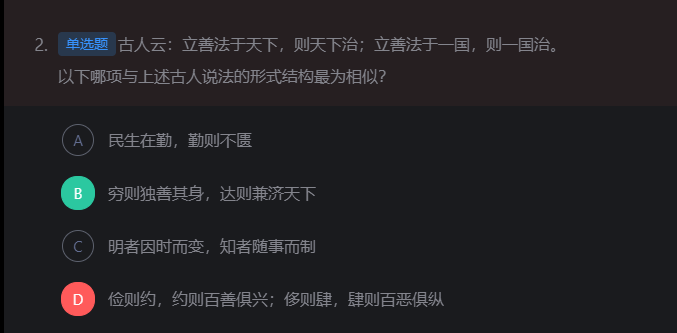 2. 单选题 古人云：立善法于天下，则天下治；立善法于一国，则一国治。
以下哪项与上述古人说法的形式结构最为相似？
A 民生在勤，勤则不匮
B 穷则独善其身，达则兼济天下
C 明者因时而变，知者随事而制
D 俭则约，约则百善俱兴；侈则肆，肆则百恶俱纵